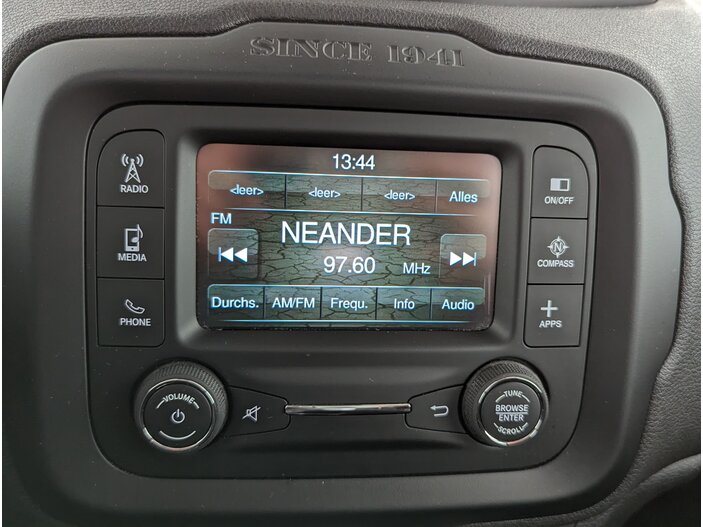 SINCE 1941
13:44
<leer> <leer> <leer> Alles
FM
NEANDER
97.60 MHz
Durchs. AM/FM Frequ. Info Audio
RADIO
MEDIA
PHONE
ON/OFF
N
COMPASS
APPS
VOLUME
TUNE
BROWSE
ENTER
SCROLL